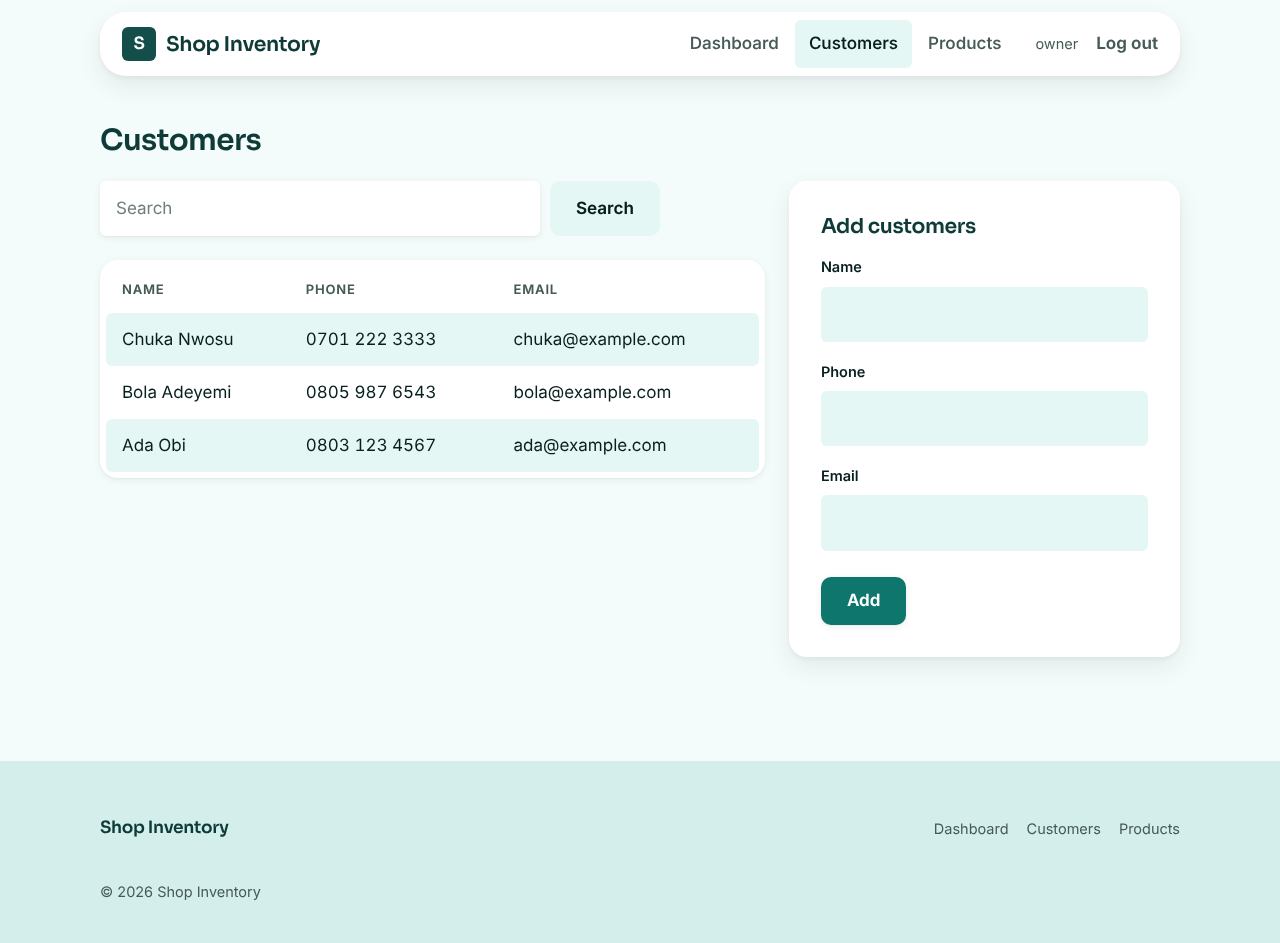 S Shop Inventory Dashboard Customers Products owner Log out
Customers
Search Search
NAME PHONE EMAIL
Chuka Nwosu 0701 222 3333 chuka@example.com
Bola Adeyemi 0805 987 6543 bola@example.com
Ada Obi 0803 123 4567 ada@example.com
Add customers
Name
Phone
Email
Add
Shop Inventory Dashboard Customers Products
© 2026 Shop Inventory